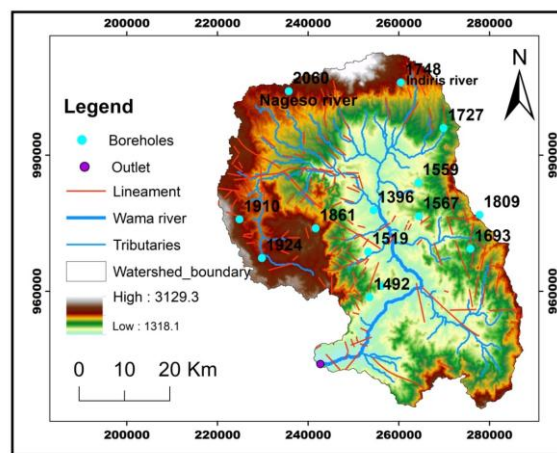 200000 220000 240000 260000 280000
N
2060
1748
Indiris river
Nageso river
1727
990000
990000
1559
1396
1567
1809
1910
1861
1519
1693
1924
960000
960000
1492
Legend
Boreholes
Outlet
Lineament
Wama river
Tributaries
Watershed_boundary
High : 3129.3
Low : 1318.1
0 10 20 Km
200000 220000 240000 260000 280000